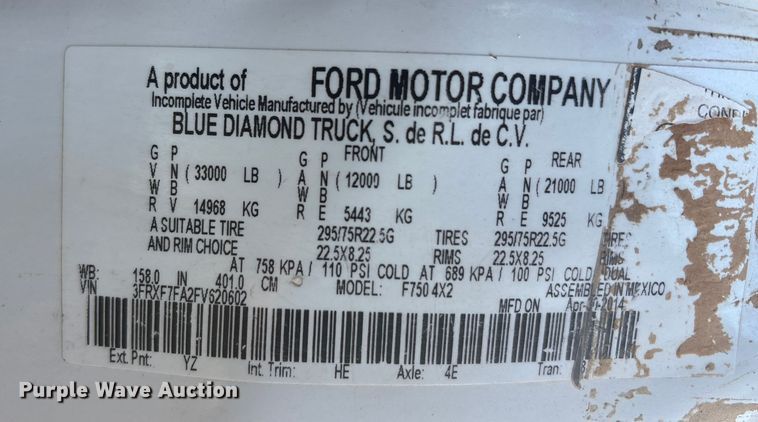 A product of FORD MOTOR COMPANY
Incomplete Vehicle Manufactured by (Vehicule incomplet fabrique par)
BLUE DIAMOND TRUCK, S. de R.L. de C.V.
G P G P FRONT G P REAR
V N ( 33000 LB ) A N (12000 LB ) A N ( 21000 LB )
W B W B W B
R V 14968 KG R E 5443 KG R E 9525 KG
A SUITABLE TIRE 295/75R22.5G TIRES 295/75R22.5G
AND RIM CHOICE 22.5X8.25 RIMS 22.5X8.25 RIMS
AT 758 KPA/ 110 PSI COLD AT 689 KPA/ 100 PSI COLD, DUAL
WB: 158.0 IN 401.0 CM MODEL: F750 4X2 ASSEMBLED IN MEXICO
VIN 3FRXF7FA2FV620602 MFD ON 2014
Ext. Pnt: YZ Int. Trim: HE Axle: 4E Tran:
CONDI
Purple Wave Auction